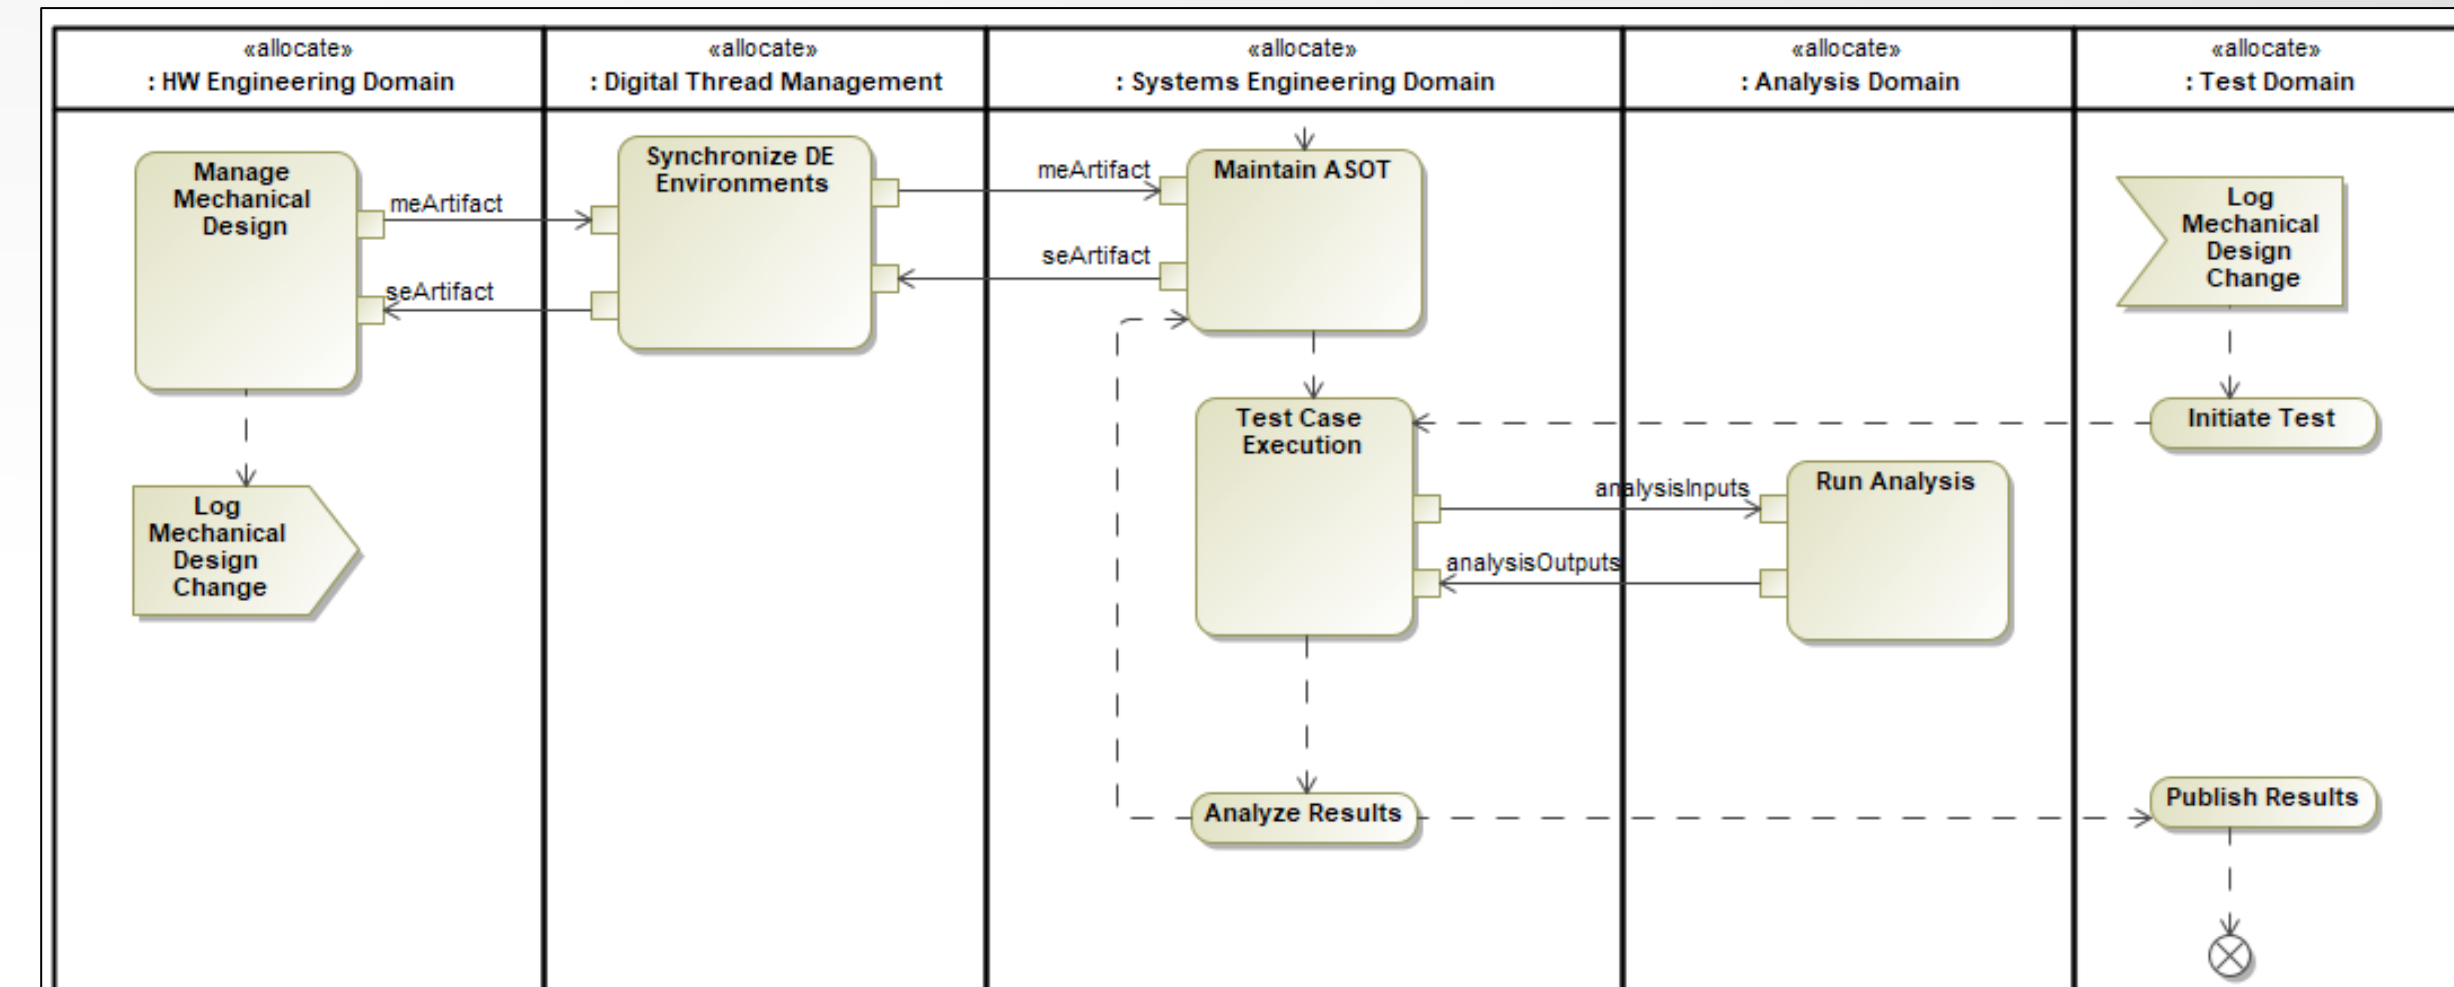 «allocate»
: HW Engineering Domain
«allocate»
: Digital Thread Management
«allocate»
: Systems Engineering Domain
«allocate»
: Analysis Domain
«allocate»
: Test Domain
Manage
Mechanical
Design
meArtifact
seArtifact
Log
Mechanical
Design
Change
Synchronize DE
Environments
meArtifact
seArtifact
Maintain ASOT
Test Case
Execution
analysisInputs
analysisOutputs
Analyze Results
Run Analysis
Log
Mechanical
Design
Change
Initiate Test
Publish Results